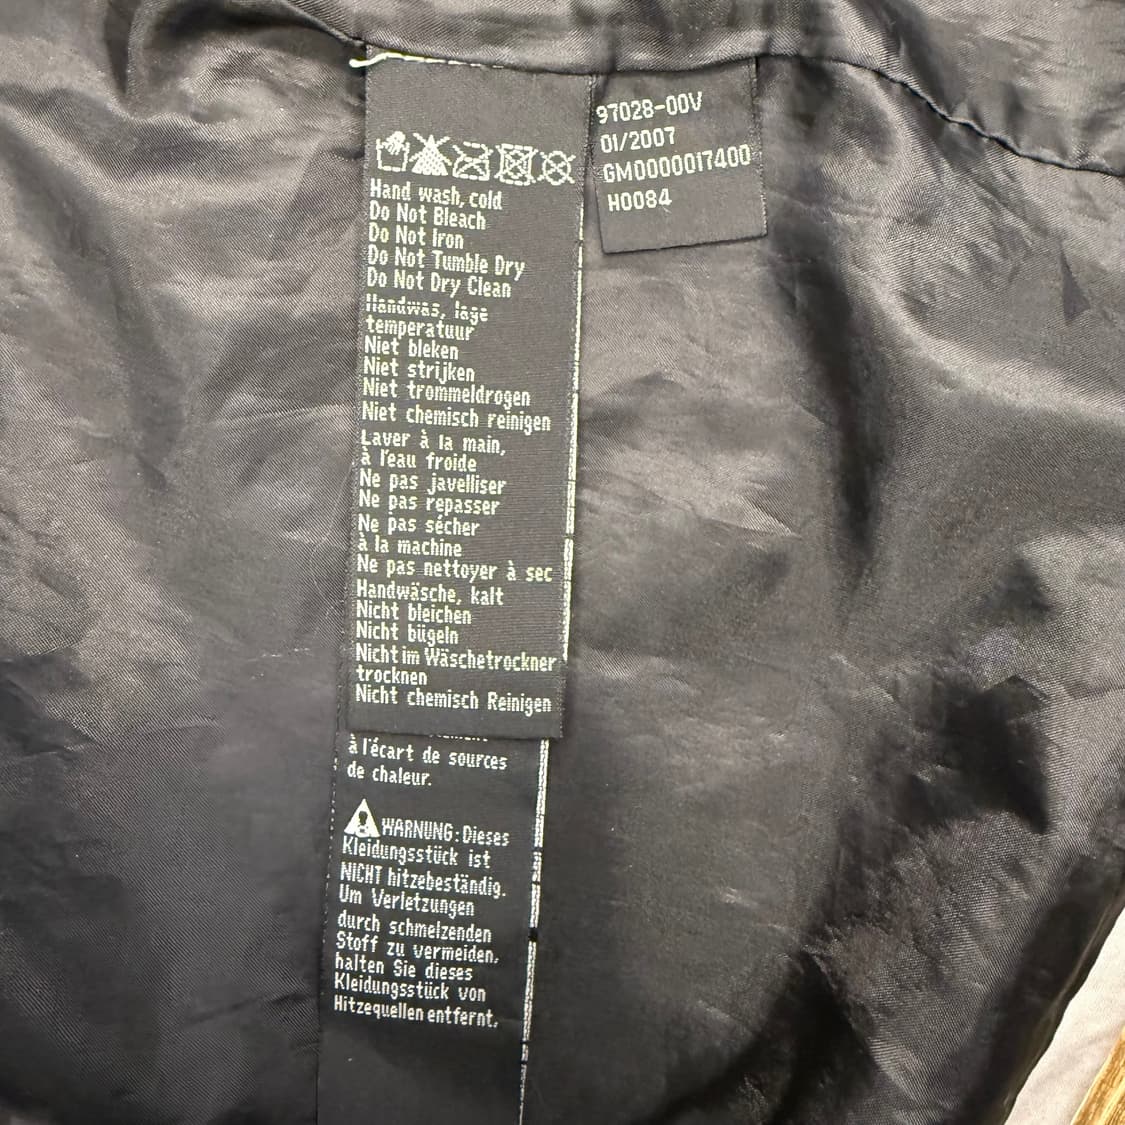 Hand wash, cold
Do Not Bleach
Do Not Iron
Do Not Tumble Dry
Do Not Dry Clean
Handwas, lage
temperatuur
Niet bleken
Niet strijken
Niet trommeldrogen
Niet chemisch reinigen
Laver à la main,
à l'eau froide
Ne pas javelliser
Ne pas repasser
Ne pas sécher
à la machine
Ne pas nettoyer à sec
Handwäsche, kalt
Nicht bleichen
Nicht bügeln
Nicht im Wäschetrockner
trocknen
Nicht chemisch Reinigen
à l'écart de sources
de chaleur.
WARNUNG: Dieses
Kleidungsstück ist
NICHT hitzebeständig.
Um Verletzungen
durch schmelzenden
Stoff zu vermeiden,
halten Sie dieses
Kleidungsstück von
Hitzequellen entfernt.
97028-00V
01/2007
GM0000017400
H0084